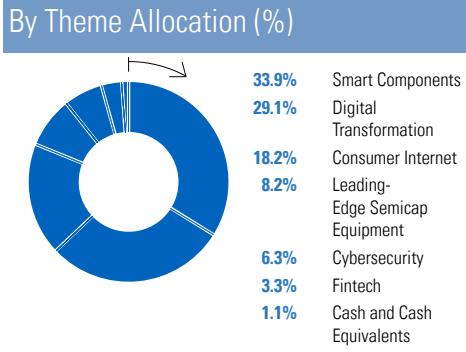 By Theme Allocation (%)
33.9% Smart Components
29.1% Digital
Transformation
18.2% Consumer Internet
8.2% Leading-
Edge Semicap
Equipment
6.3% Cybersecurity
3.3% Fintech
1.1% Cash and Cash
Equivalents